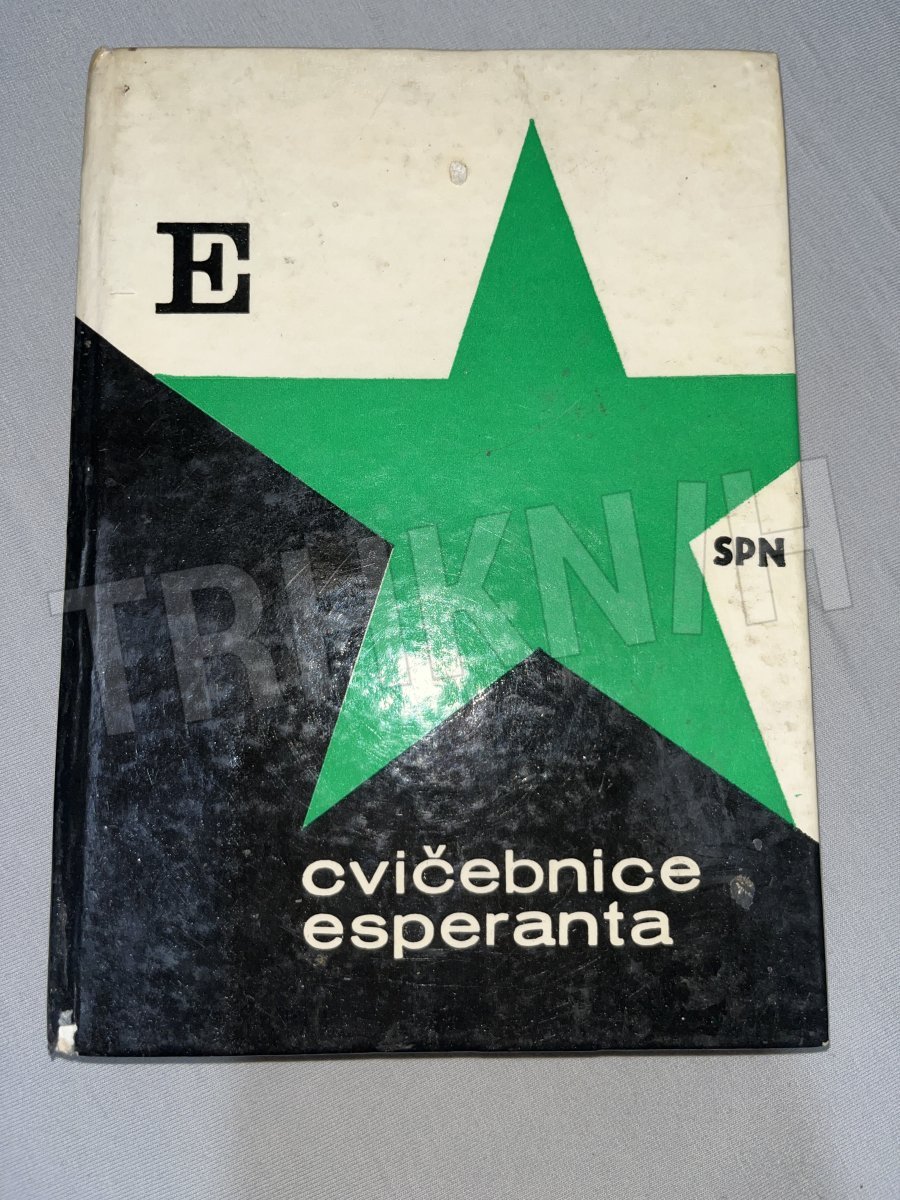 E
SPN
TRHKNIH
cvičebnice
esperanta